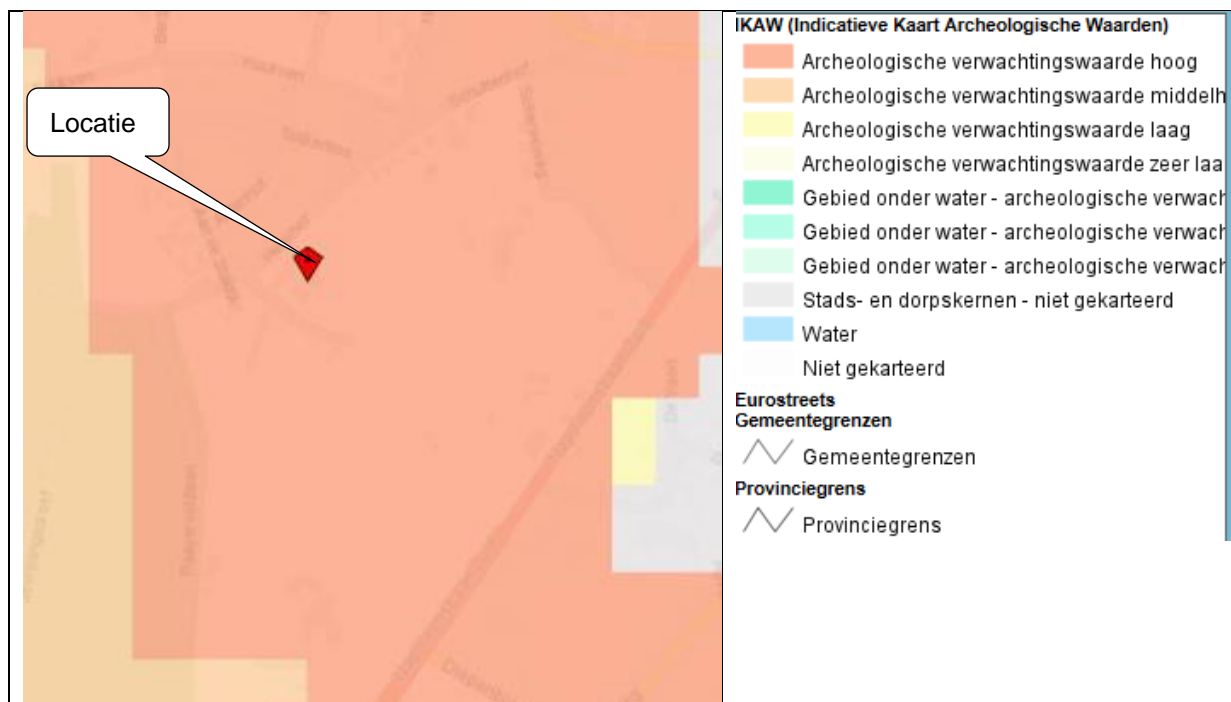 Locatie
IKAW (Indicatieve Kaart Archeologische Waarden)
Archeologische verwachtingswaarde hoog
Archeologische verwachtingswaarde middelh
Archeologische verwachtingswaarde laag
Archeologische verwachtingswaarde zeer laa
Gebied onder water - archeologische verwach
Gebied onder water - archeologische verwach
Gebied onder water - archeologische verwach
Stads- en dorpskernen - niet gekarteerd
Water
Niet gekarteerd
Eurostreets
Gemeentegrenzen
Gemeentegrenzen
Provinciegrens
Provinciegrens